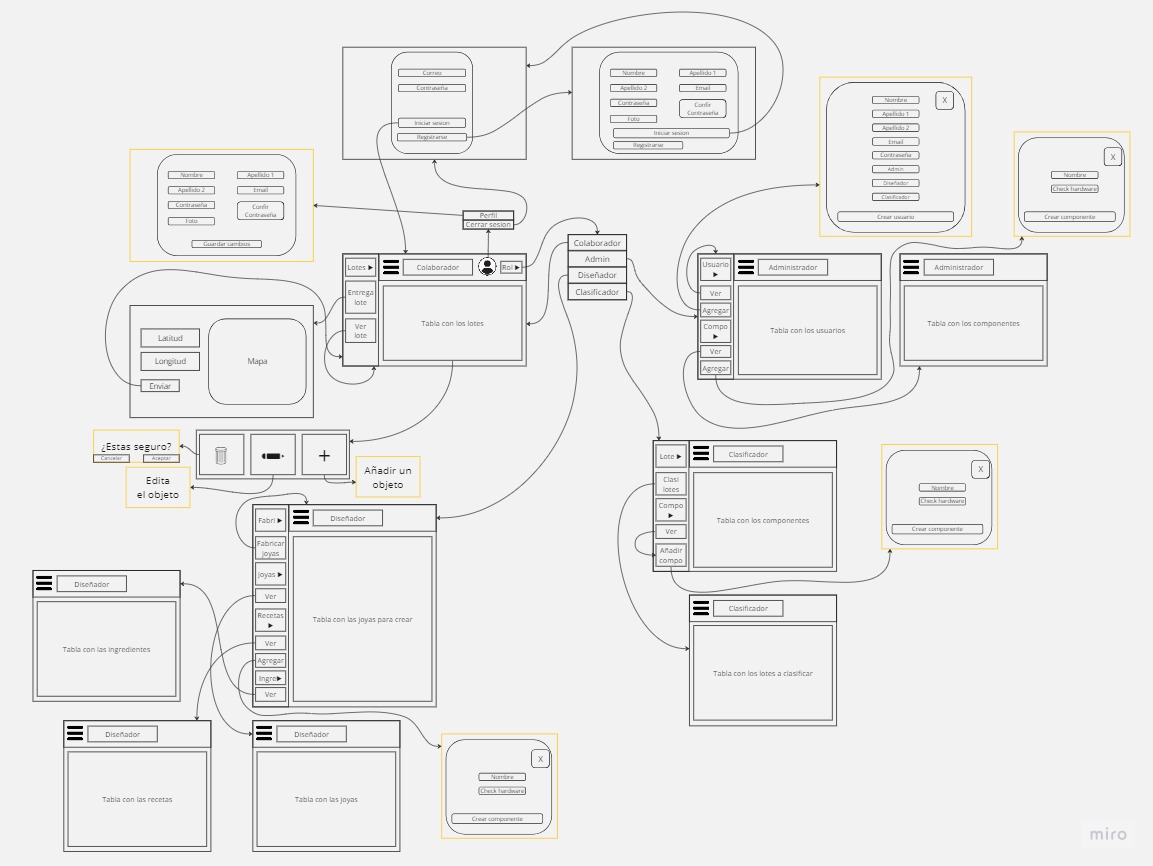 Correo
Contraseña
Iniciar sesion
Registrarse
Nombre
Apellido 1
Apellido 2
Email
Contraseña
Confir
Contraseña
Foto
Iniciar sesion
Registrarse
Nombre
Apellido 1
Apellido 2
Email
Contraseña
Admin
Diseñador
Clasificador
Crear usuario
X
Nombre
Check hardware
Crear componente
X
Nombre
Apellido 1
Apellido 2
Email
Contraseña
Confir
Contraseña
Foto
Guardar cambios
Perfil
Cerrar sesion
Colaborador
Admin
Diseñador
Clasificador
Lotes ▶
Colaborador
Rol ▶
Entrega
lote
Ver
lote
Tabla con los lotes
Usuario
▶
Administrador
Ver
Agregar
Compo
▶
Ver
Agregar
Tabla con los usuarios
Administrador
Tabla con los componentes
Latitud
Longitud
Enviar
Mapa
¿Estas seguro?
Cancelar
Aceptar
Edita
el objeto
+
Añadir un
objeto
Lote ▶
Clasificador
Clasi
lotes
Compo
▶
Ver
Añadir
compo
Tabla con los componentes
X
Nombre
Check hardware
Crear componente
Fabri ▶
Diseñador
Fabricar
joyas
Joyas ▶
Ver
Recetas
▶
Ver
Agregar
Ingre▶
Ver
Tabla con las joyas para crear
Diseñador
Tabla con las ingredientes
Clasificador
Tabla con los lotes a clasificar
Diseñador
Tabla con las recetas
Diseñador
Tabla con las joyas
X
Nombre
Check hardware
Crear componente
miro